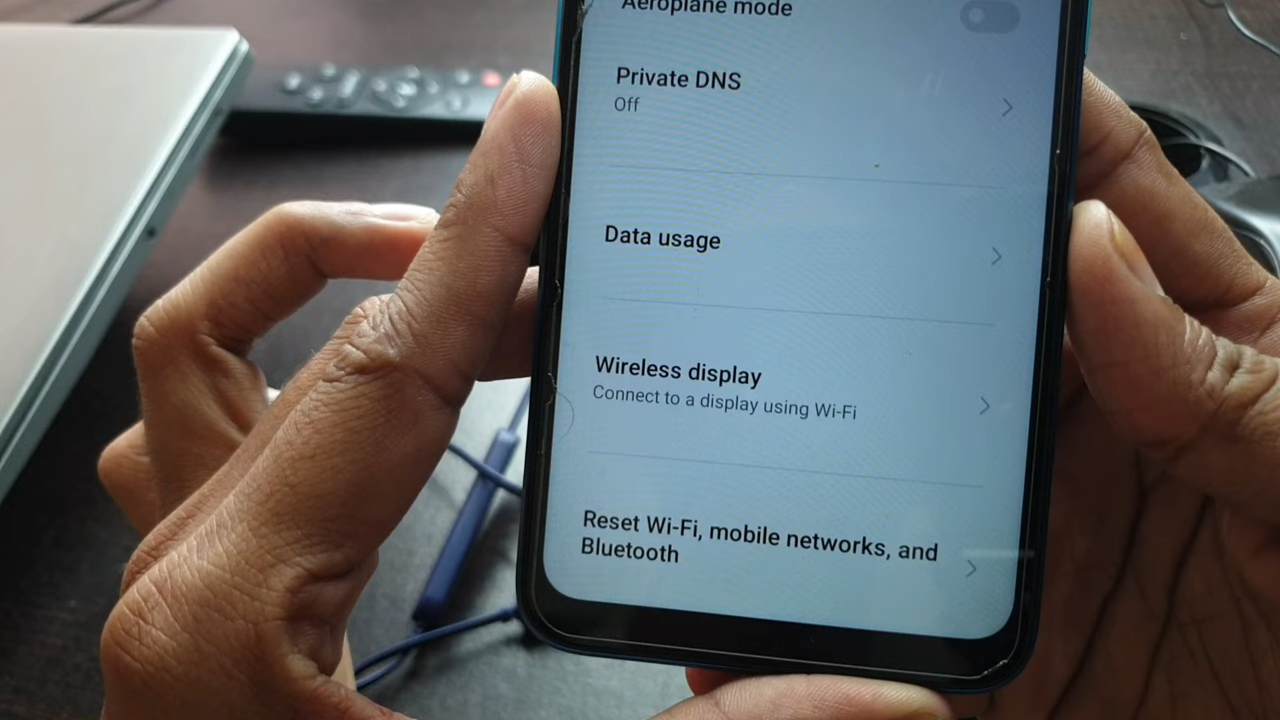 Aeroplane mode
Private DNS
Off
Data usage
Wireless display
Connect to a display using Wi-Fi
Reset Wi-Fi, mobile networks, and
Bluetooth